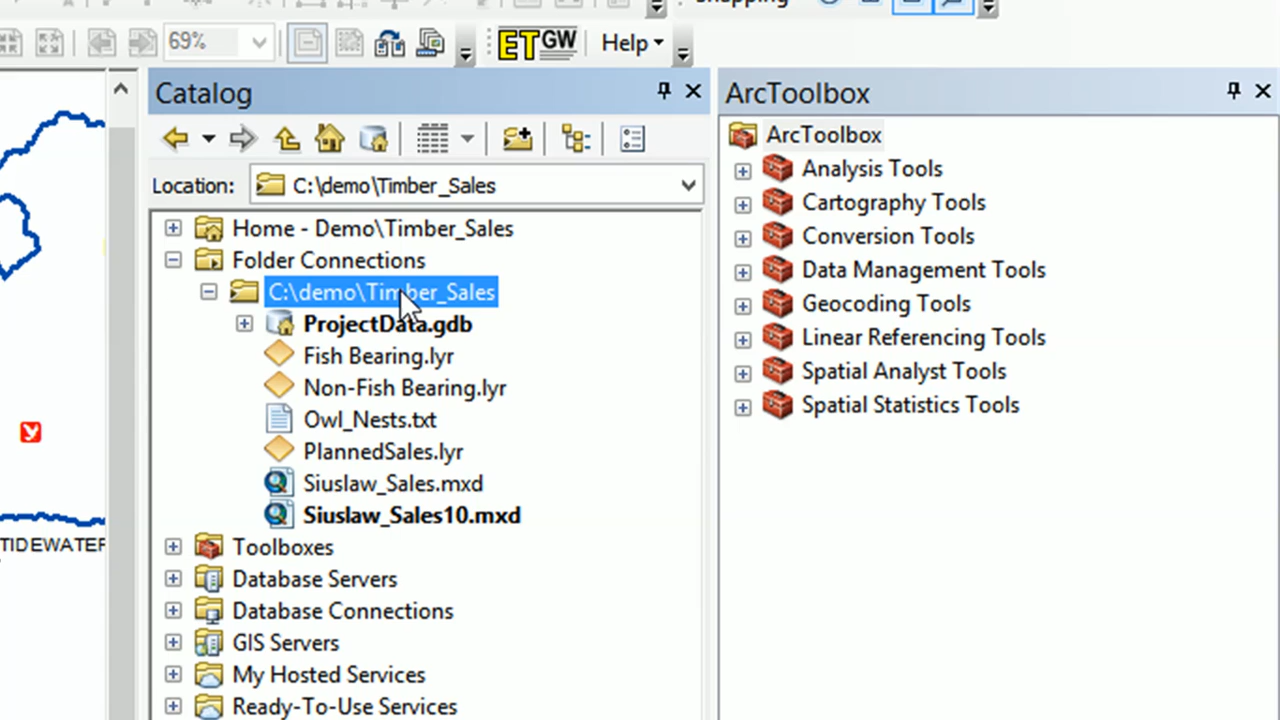 Snapping
69%
ET GW
Help
Catalog
ArcToolbox
Location:
C:\demo\Timber_Sales
Home - Demo\Timber_Sales
Folder Connections
C:\demo\Timber_Sales
ProjectData.gdb
Fish Bearing.lyr
Non-Fish Bearing.lyr
Owl_Nests.txt
PlannedSales.lyr
Siuslaw_Sales.mxd
Siuslaw_Sales10.mxd
Toolboxes
Database Servers
Database Connections
GIS Servers
My Hosted Services
Ready-To-Use Services
ArcToolbox
Analysis Tools
Cartography Tools
Conversion Tools
Data Management Tools
Geocoding Tools
Linear Referencing Tools
Spatial Analyst Tools
Spatial Statistics Tools
TIDEWATER